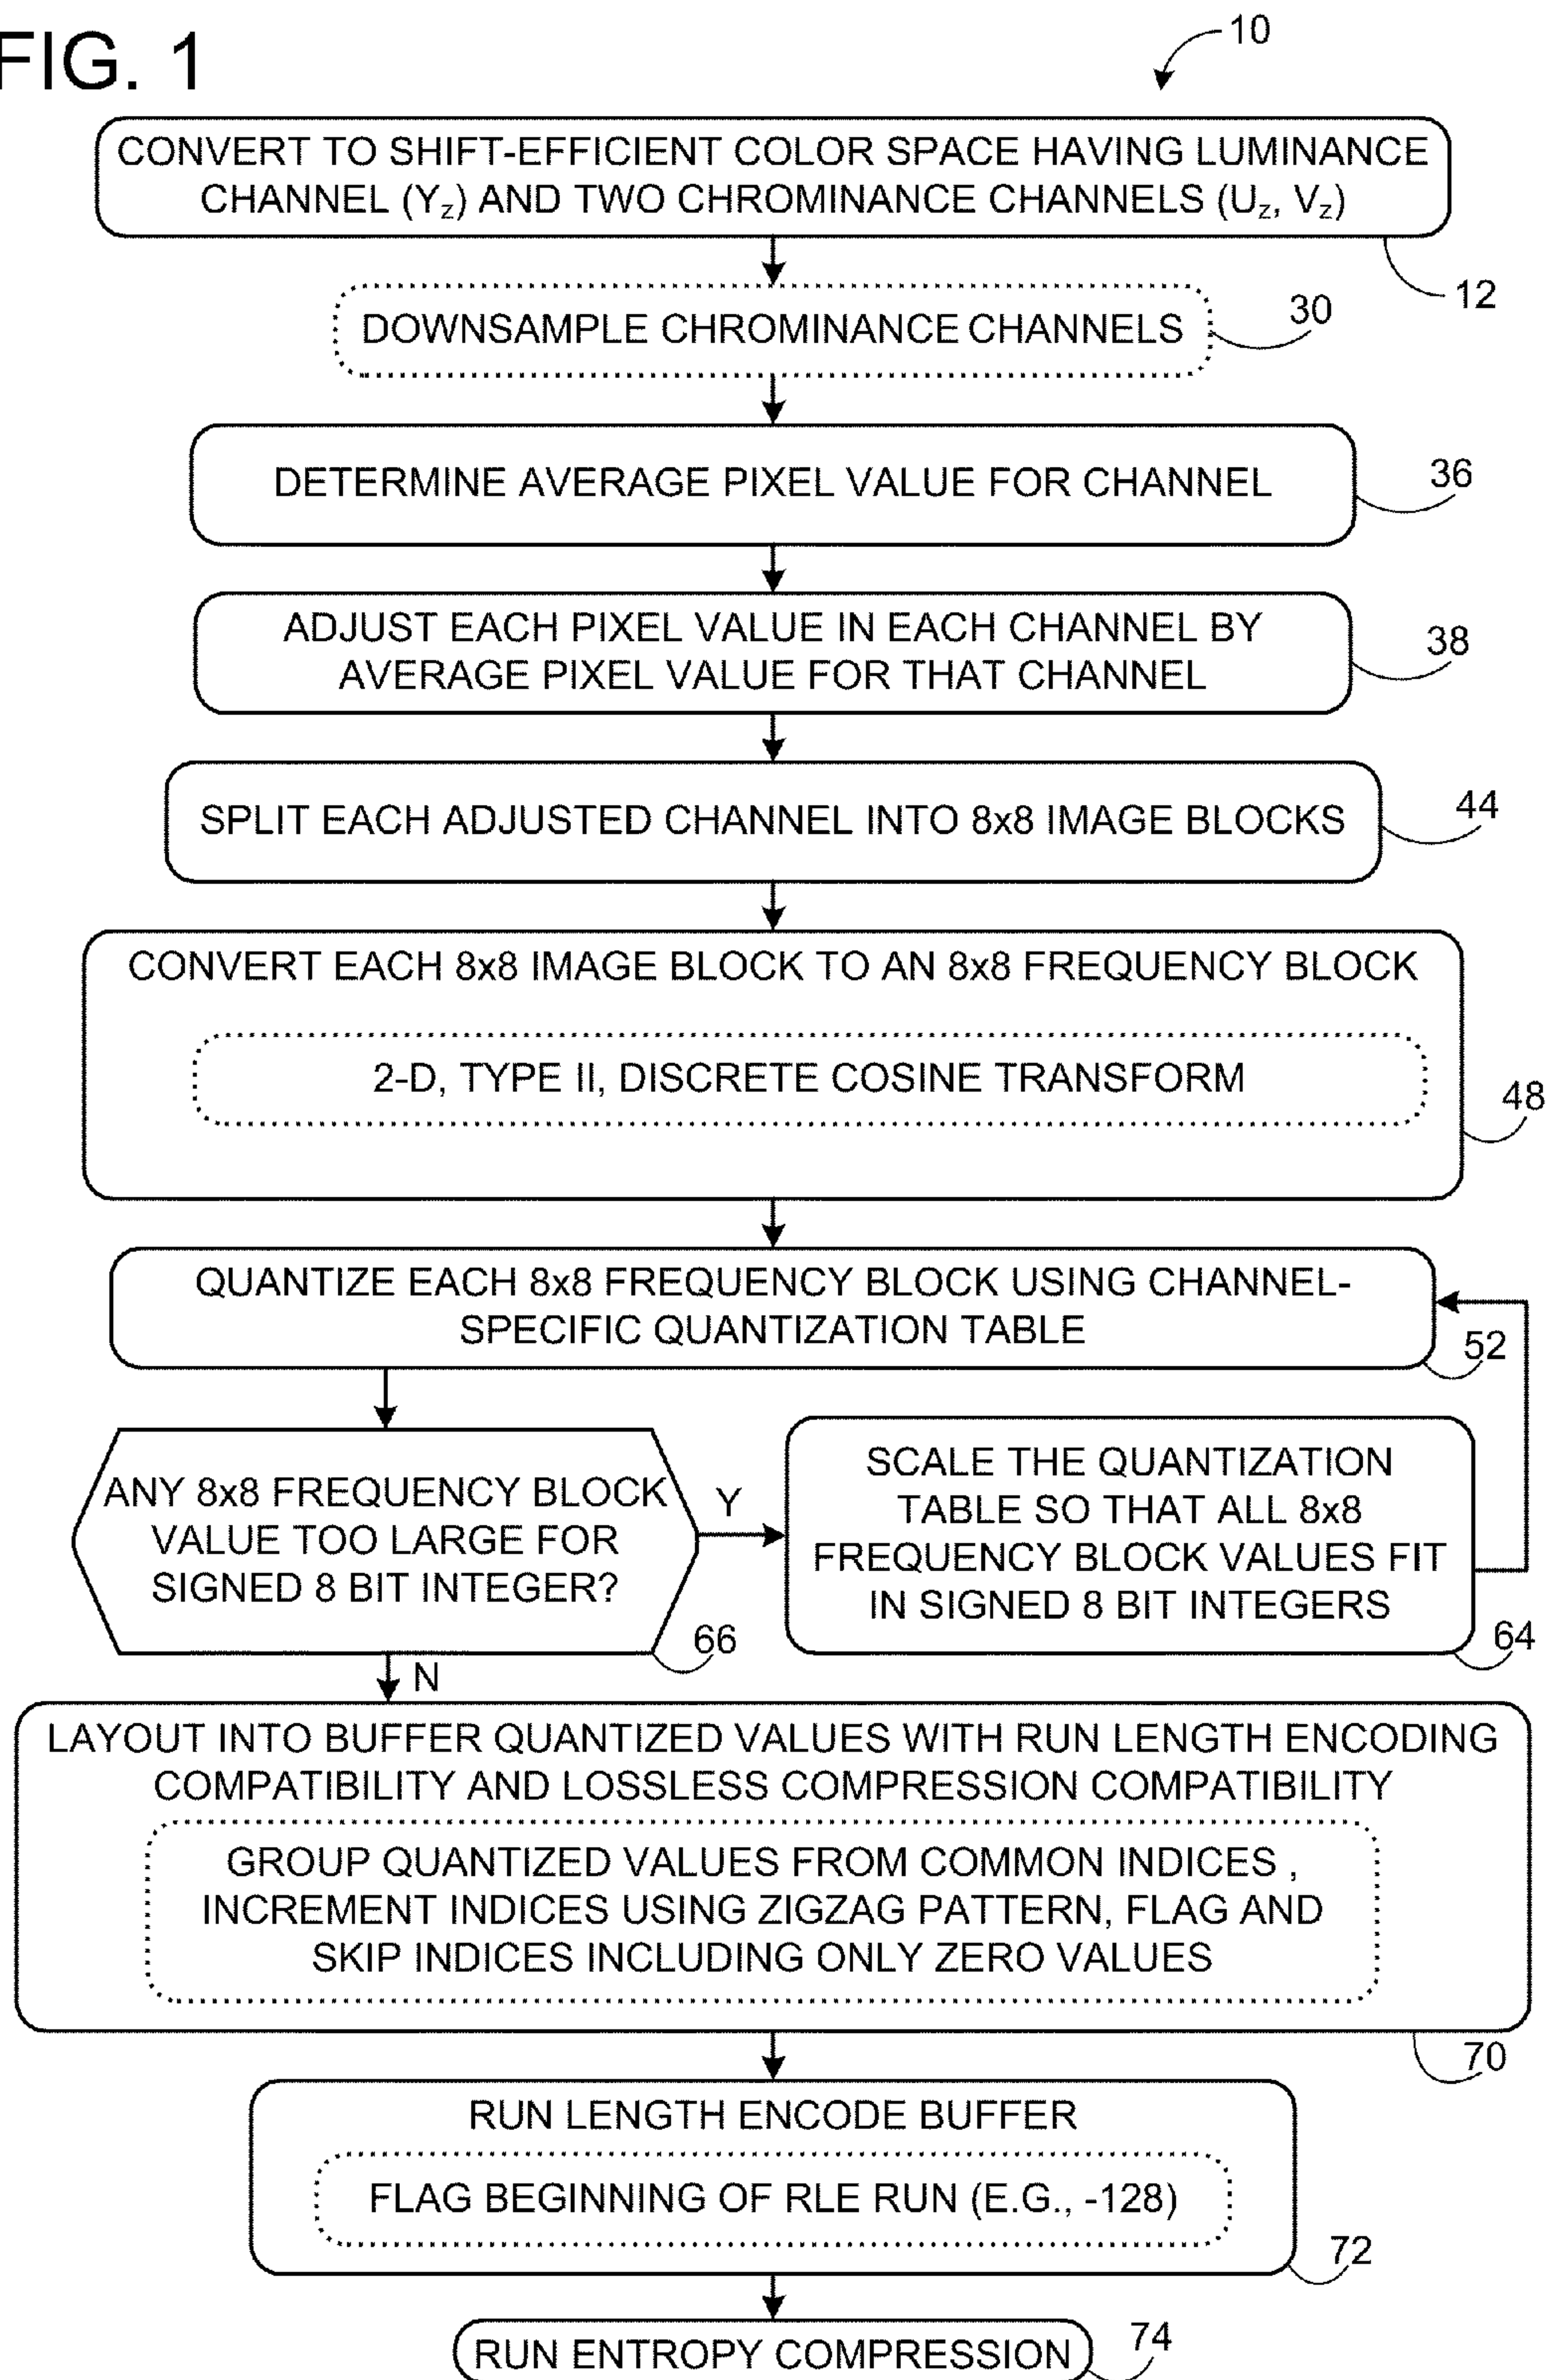 FIG. 1
10
CONVERT TO SHIFT-EFFICIENT COLOR SPACE HAVING LUMINANCE
CHANNEL (Yz) AND TWO CHROMINANCE CHANNELS (Uz, Vz)
12
DOWNSAMPLE CHROMINANCE CHANNELS
30
DETERMINE AVERAGE PIXEL VALUE FOR CHANNEL
36
ADJUST EACH PIXEL VALUE IN EACH CHANNEL BY
AVERAGE PIXEL VALUE FOR THAT CHANNEL
38
SPLIT EACH ADJUSTED CHANNEL INTO 8x8 IMAGE BLOCKS
44
CONVERT EACH 8x8 IMAGE BLOCK TO AN 8x8 FREQUENCY BLOCK
2-D, TYPE II, DISCRETE COSINE TRANSFORM
48
QUANTIZE EACH 8x8 FREQUENCY BLOCK USING CHANNEL-
SPECIFIC QUANTIZATION TABLE
52
ANY 8x8 FREQUENCY BLOCK
VALUE TOO LARGE FOR
SIGNED 8 BIT INTEGER?
66
Y
SCALE THE QUANTIZATION
TABLE SO THAT ALL 8x8
FREQUENCY BLOCK VALUES FIT
IN SIGNED 8 BIT INTEGERS
64
N
LAYOUT INTO BUFFER QUANTIZED VALUES WITH RUN LENGTH ENCODING
COMPATIBILITY AND LOSSLESS COMPRESSION COMPATIBILITY
GROUP QUANTIZED VALUES FROM COMMON INDICES ,
INCREMENT INDICES USING ZIGZAG PATTERN, FLAG AND
SKIP INDICES INCLUDING ONLY ZERO VALUES
70
RUN LENGTH ENCODE BUFFER
FLAG BEGINNING OF RLE RUN (E.G., -128)
72
RUN ENTROPY COMPRESSION
74